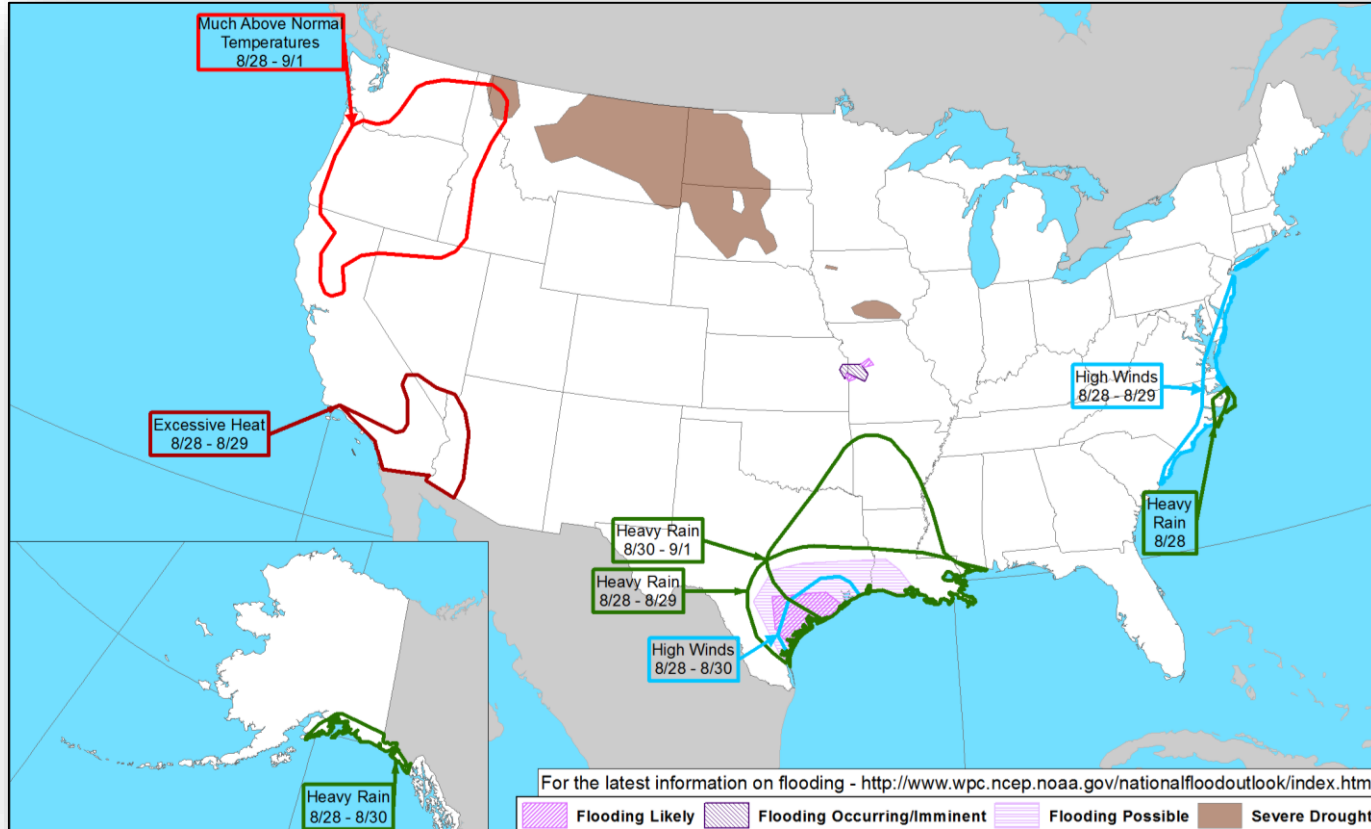 Much Above Normal
Temperatures
8/28 - 9/1
Excessive Heat
8/28 - 8/29
High Winds
8/28 - 8/29
Heavy
Rain
8/28
Heavy Rain
8/30 - 9/1
Heavy Rain
8/28 - 8/29
High Winds
8/28 - 8/30
Heavy Rain
8/28 - 8/30
For the latest information on flooding - http://www.wpc.ncep.noaa.gov/nationalfloodoutlook/index.htm
Flooding Likely Flooding Occurring/Imminent Flooding Possible Severe Drought